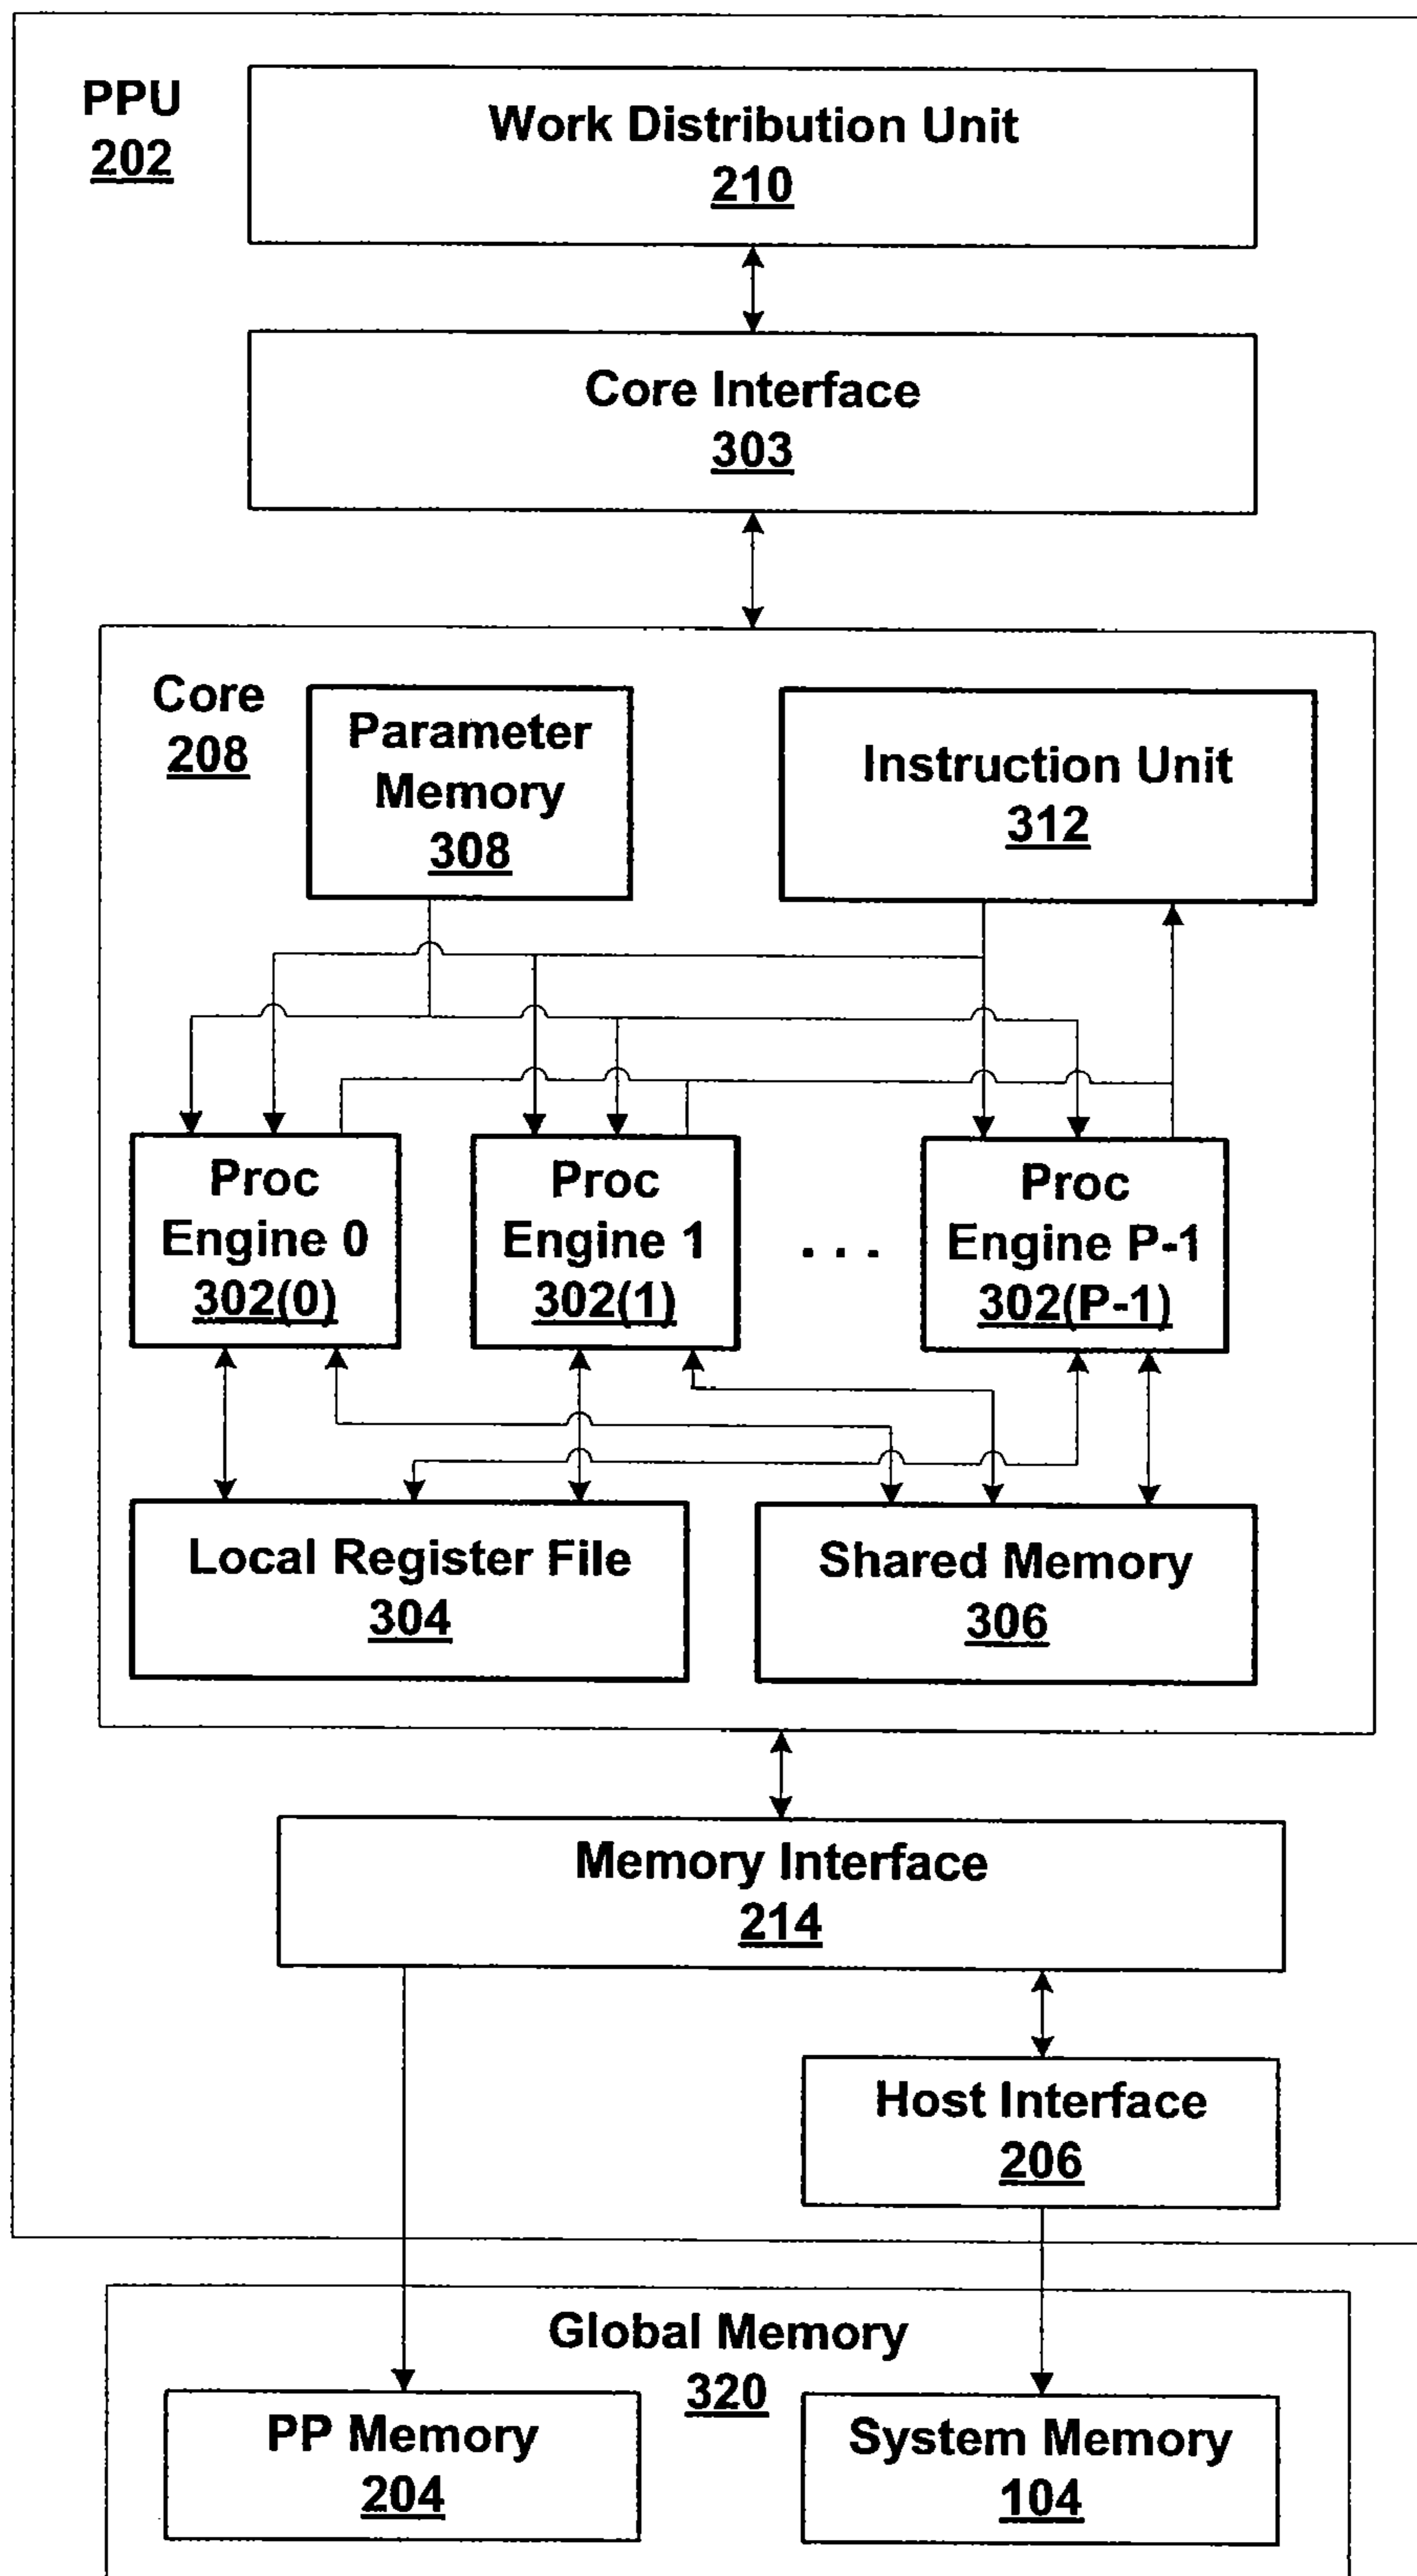 PPU
202
Work Distribution Unit
210
Core Interface
303
Core
208
Parameter
Memory
308
Instruction Unit
312
Proc
Engine 0
302(0)
Proc
Engine 1
302(1)
. . .
Proc
Engine P-1
302(P-1)
Local Register File
304
Shared Memory
306
Memory Interface
214
Host Interface
206
Global Memory
320
PP Memory
204
System Memory
104